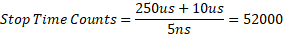 Stop Time Counts = (250us + 10us) / 5ns = 52000